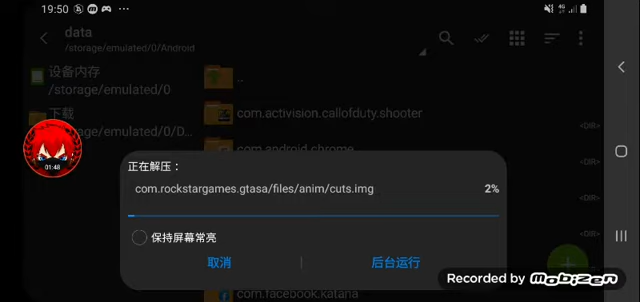 19:50
data
/storage/emulated/0/Android
设备内存
/storage/emulated/0
..
下载
/storage/emulated/0/D...
com.activision.callofduty.shooter
<DIR>
com.android.chrome
<DIR>
01:48
正在解压：
com.rockstargames.gtasa/files/anim/cuts.img
2%
<DIR>
保持屏幕常亮
<DIR>
取消
后台运行
Recorded by mobizen
com.facebook.katana